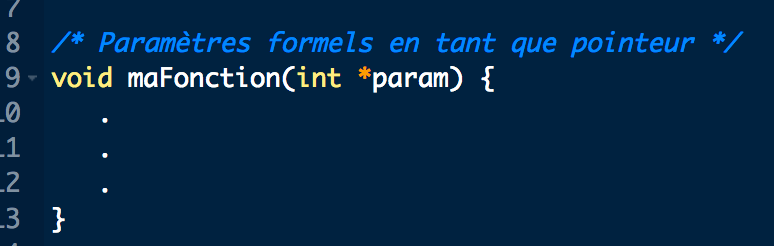 7
8 /* Paramètres formels en tant que pointeur */
9 void maFonction(int *param) {
10 .
11 .
12 .
13 }